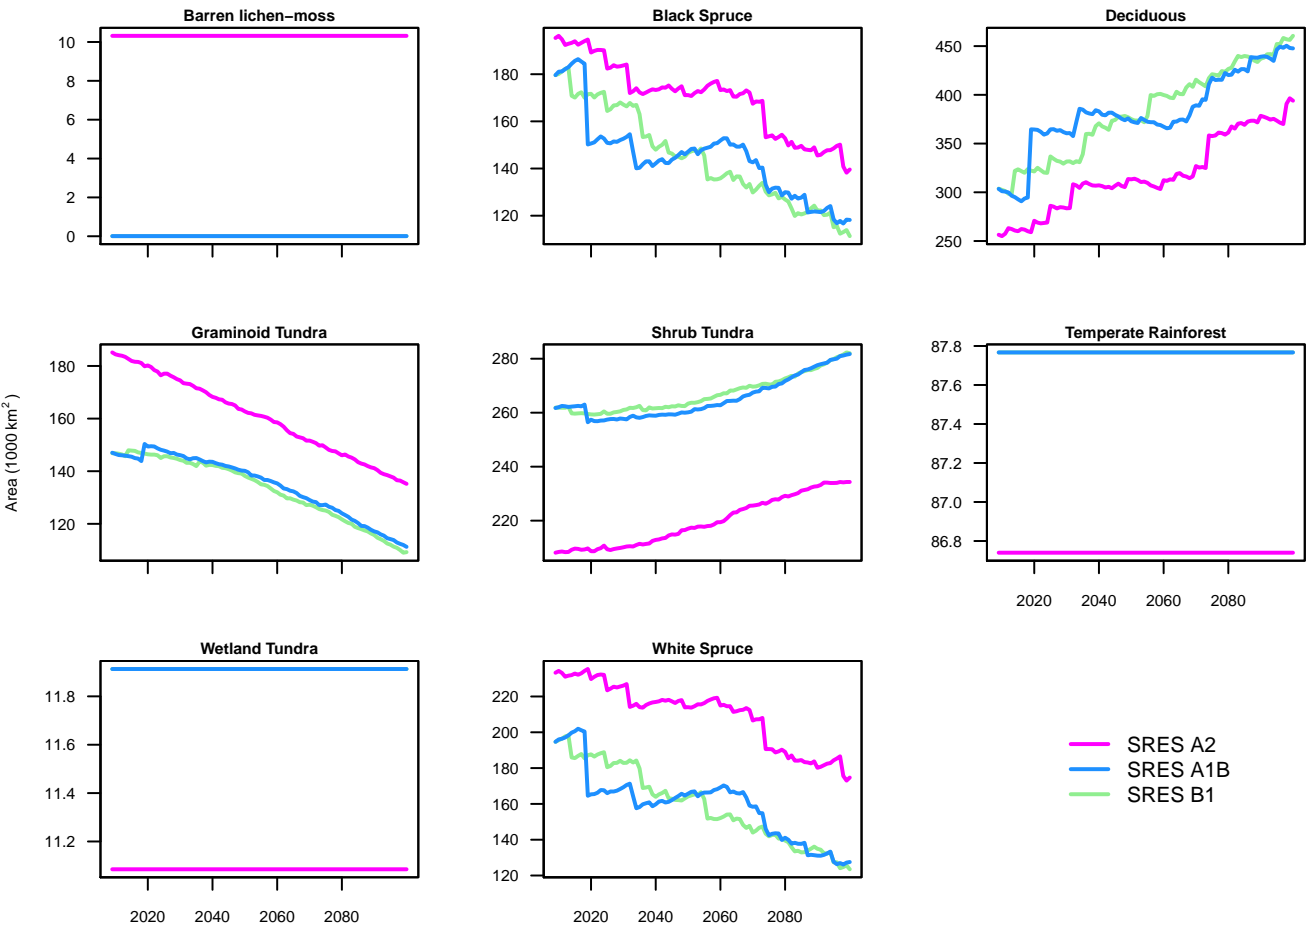 Barren lichen−moss
Black Spruce
Deciduous
10
8
6
4
2
0
180
160
140
120
450
400
350
300
250
Graminoid Tundra
Shrub Tundra
Temperate Rainforest
Area (1000 km²)
180
160
140
120
280
260
240
220
87.8
87.6
87.4
87.2
87.0
86.8
2020 2040 2060 2080
Wetland Tundra
White Spruce
11.8
11.6
11.4
11.2
220
200
180
160
140
120
SRES A2
SRES A1B
SRES B1
2020 2040 2060 2080
2020 2040 2060 2080